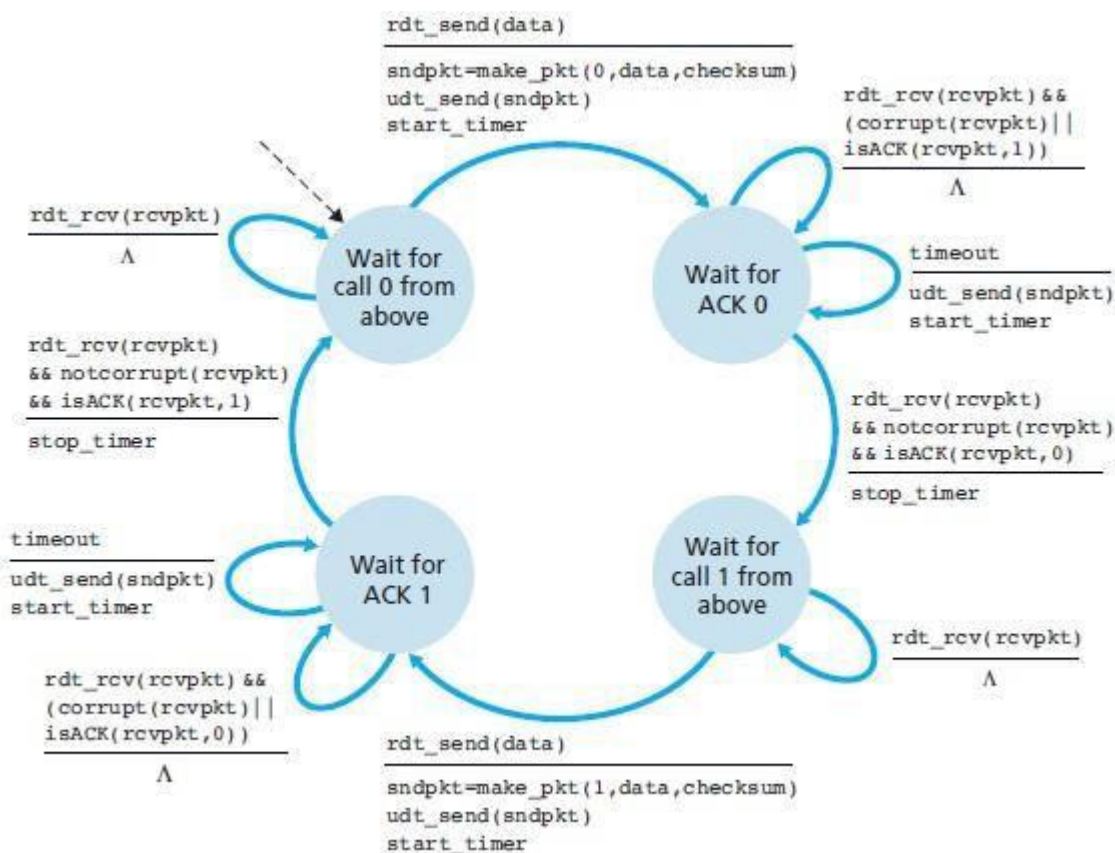 rdt_send(data)
sndpkt=make_pkt(0,data,checksum)
udt_send(sndpkt)
start_timer
rdt_rcv(rcvpkt) &&
(corrupt(rcvpkt)||
isACK(rcvpkt,1))
Λ
rdt_rcv(rcvpkt)
Λ
Wait for
call 0 from
above
Wait for
ACK 0
timeout
udt_send(sndpkt)
start_timer
rdt_rcv(rcvpkt)
&& notcorrupt(rcvpkt)
&& isACK(rcvpkt,1)
stop_timer
rdt_rcv(rcvpkt)
&& notcorrupt(rcvpkt)
&& isACK(rcvpkt,0)
stop_timer
timeout
udt_send(sndpkt)
start_timer
Wait for
ACK 1
Wait for
call 1 from
above
rdt_rcv(rcvpkt)
Λ
rdt_rcv(rcvpkt) &&
(corrupt(rcvpkt)||
isACK(rcvpkt,0))
Λ
rdt_send(data)
sndpkt=make_pkt(1,data,checksum)
udt_send(sndpkt)
start_timer